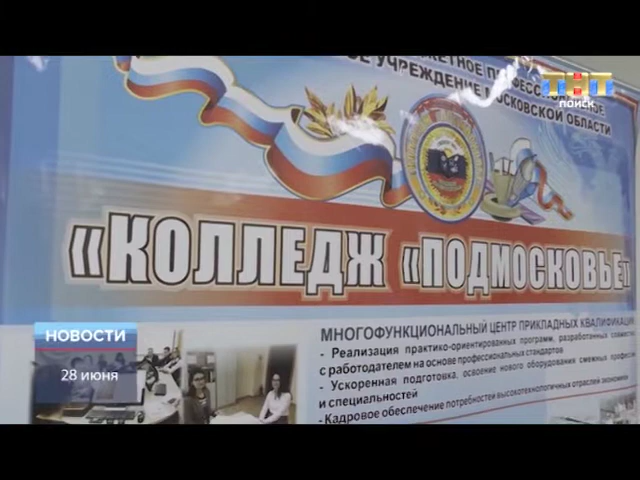 ТНТ
ПОИСК
УЧРЕЖДЕНИЕ МОСКОВСКОЙ ОБЛАСТИ
«КОЛЛЕДЖ «ПОДМОСКОВЬЕ»
МНОГОФУНКЦИОНАЛЬНЫЙ ЦЕНТР ПРИКЛАДНЫХ КВАЛИФИКАЦИЙ
- Реализация практико-ориентированных программ, разработанных совместно
с работодателем на основе профессиональных стандартов
- Ускоренная подготовка, освоение нового оборудования смежных
и специальностей
- Кадровое обеспечение потребностей высокотехнологичных отраслей экономики
НОВОСТИ
28 июня